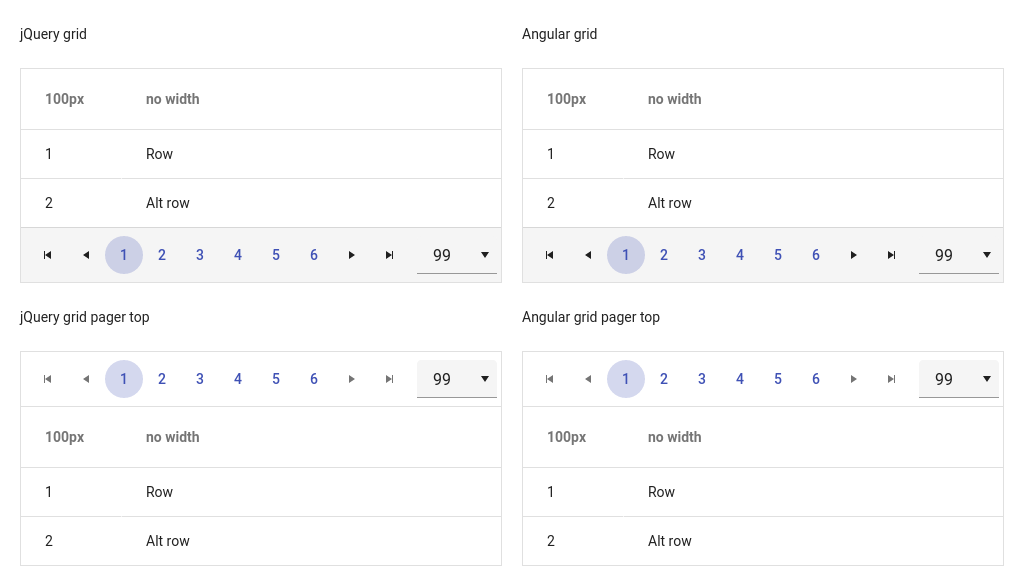 jQuery grid
100px no width
1 Row
2 Alt row
1 2 3 4 5 6 99
Angular grid
100px no width
1 Row
2 Alt row
1 2 3 4 5 6 99
jQuery grid pager top
1 2 3 4 5 6 99
100px no width
1 Row
2 Alt row
Angular grid pager top
1 2 3 4 5 6 99
100px no width
1 Row
2 Alt row